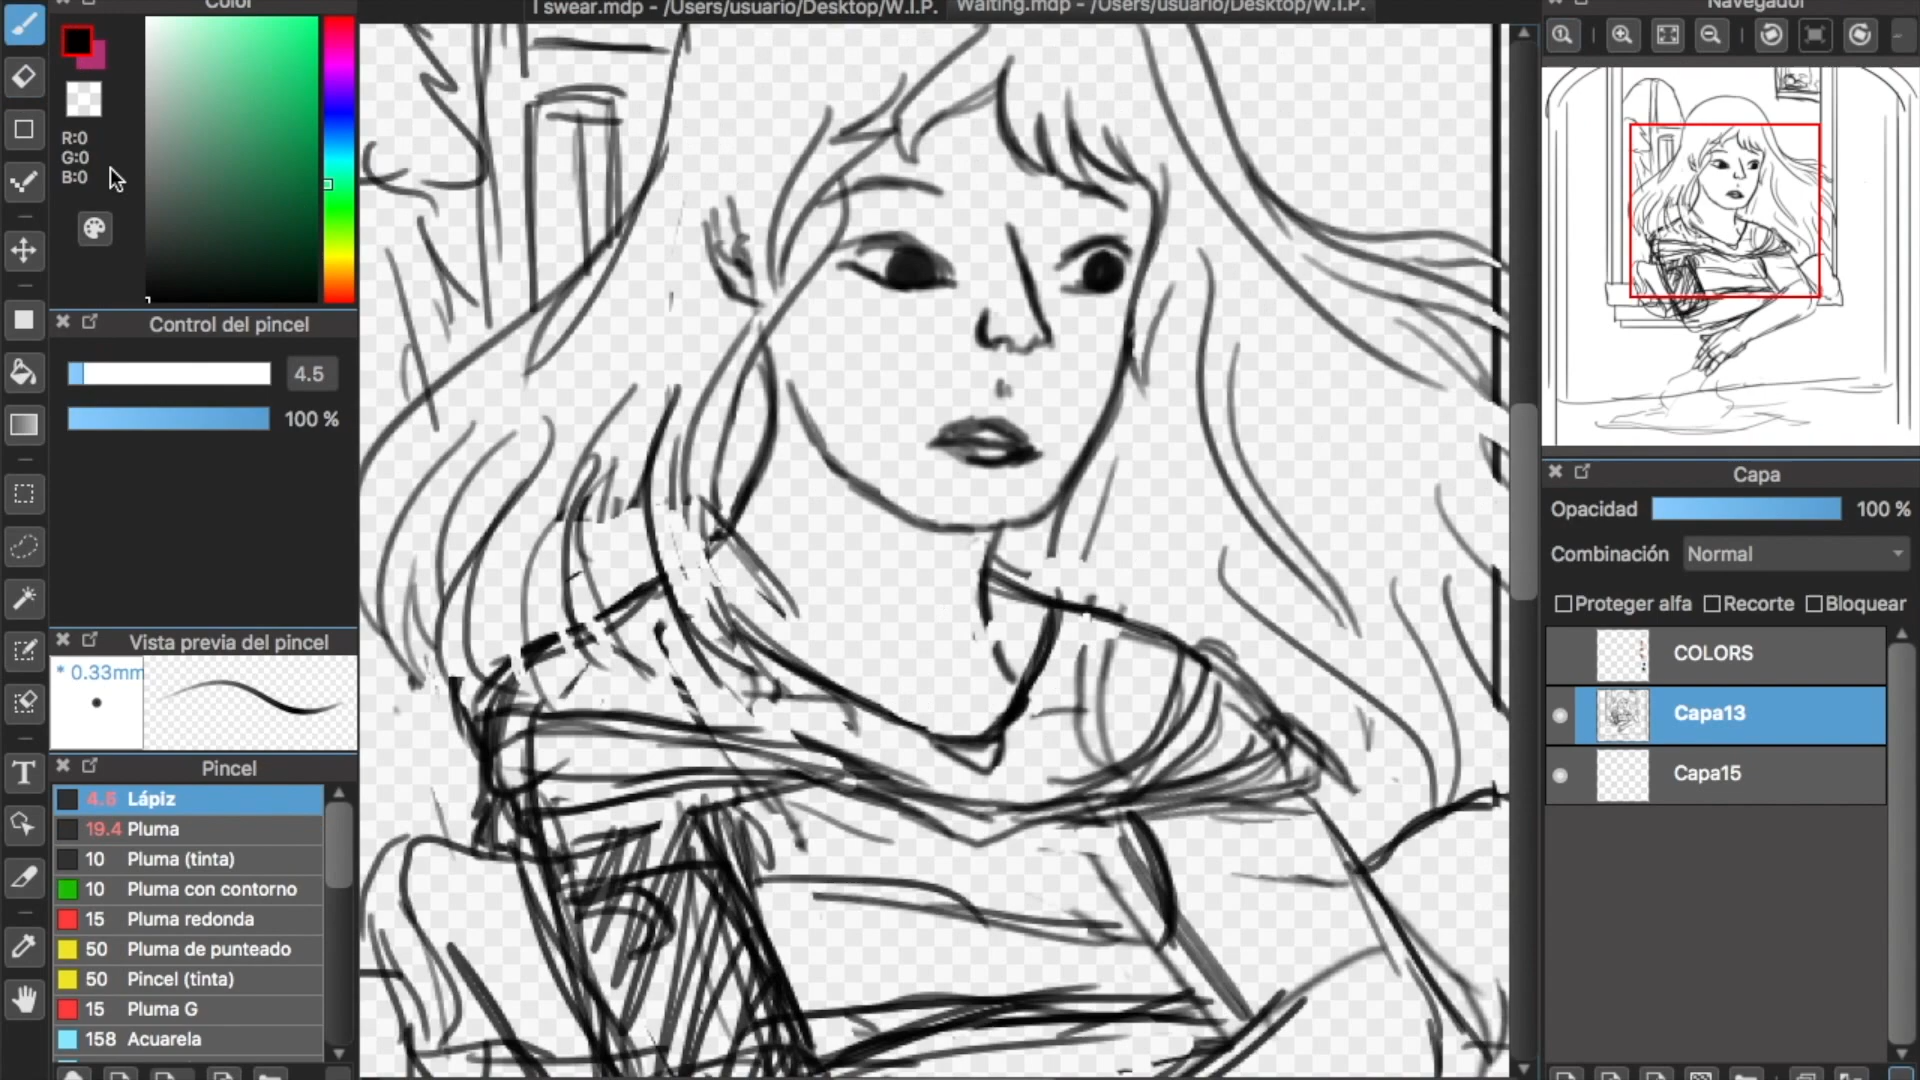 Color
I swear.mdp - /Users/usuario/Desktop/W.I.P.
Waiting.mdp - /Users/usuario/Desktop/W.I.P.
Navegador
R:0
G:0
B:0
Control del pincel
4.5
100 %
Vista previa del pincel
* 0.33mm
Pincel
4.5 Lápiz
19.4 Pluma
10 Pluma (tinta)
10 Pluma con contorno
15 Pluma redonda
50 Pluma de punteado
50 Pincel (tinta)
15 Pluma G
158 Acuarela
Capa
Opacidad 100 %
Combinación Normal
Proteger alfa Recorte Bloquear
COLORS
Capa13
Capa15